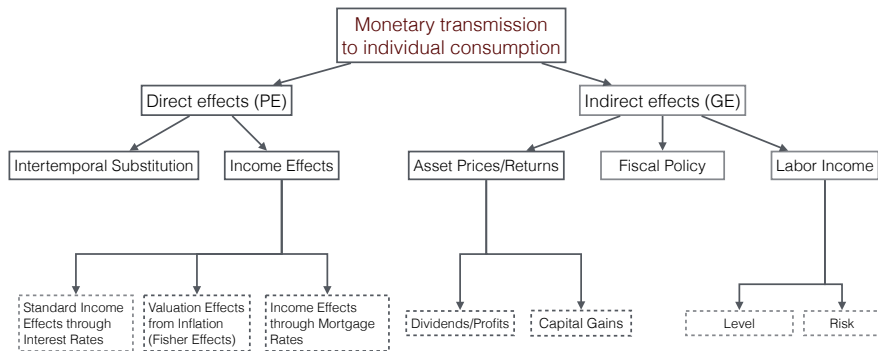 Monetary transmission
to individual consumption
Direct effects (PE)
Indirect effects (GE)
Intertemporal Substitution
Income Effects
Asset Prices/Returns
Fiscal Policy
Labor Income
Standard Income
Effects through
Interest Rates
Valuation Effects
from Inflation
(Fisher Effects)
Income Effects
through Mortgage
Rates
Dividends/Profits
Capital Gains
Level
Risk